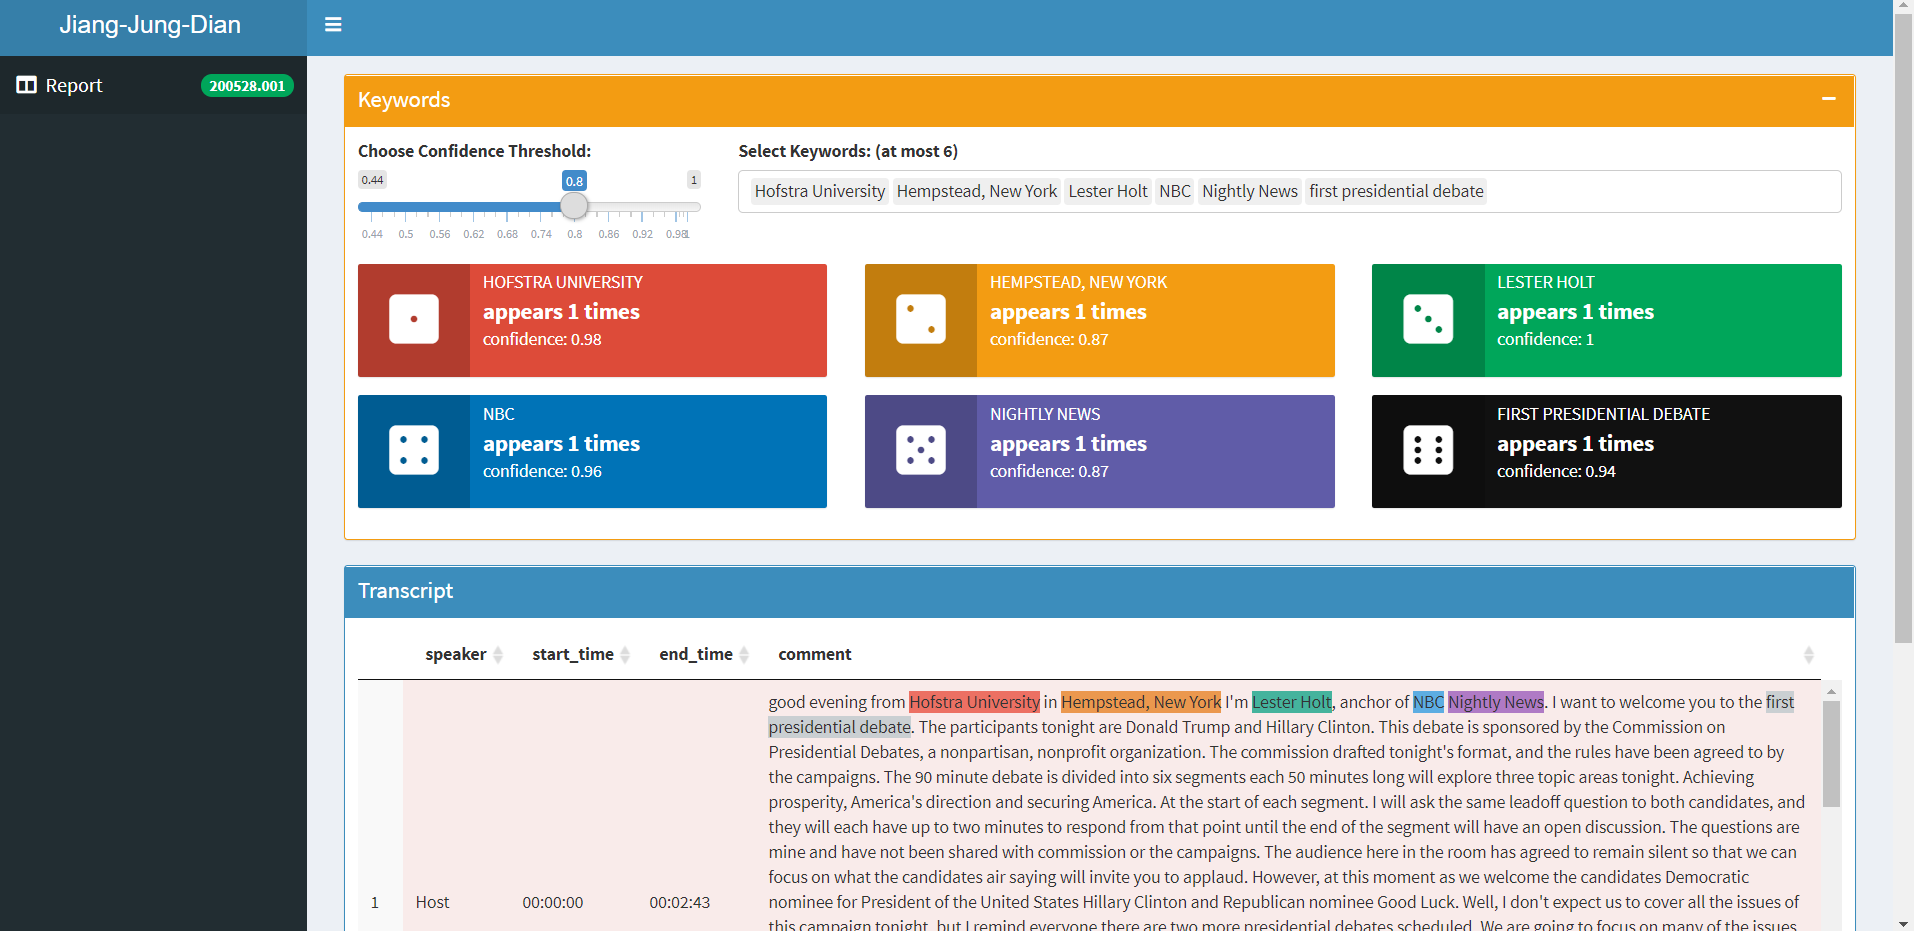 Jiang-Jung-Dian
Report 200528.001
Keywords
Choose Confidence Threshold:
0.44 0.8 1
0.44 0.5 0.56 0.62 0.68 0.74 0.8 0.86 0.92 0.98 1
Select Keywords: (at most 6)
Hofstra University Hempstead, New York Lester Holt NBC Nightly News first presidential debate
HOFSTRA UNIVERSITY
appears 1 times
confidence: 0.98
HEMPSTEAD, NEW YORK
appears 1 times
confidence: 0.87
LESTER HOLT
appears 1 times
confidence: 1
NBC
appears 1 times
confidence: 0.96
NIGHTLY NEWS
appears 1 times
confidence: 0.87
FIRST PRESIDENTIAL DEBATE
appears 1 times
confidence: 0.94
Transcript
speaker start_time end_time comment
1 Host 00:00:00 00:02:43
good evening from Hofstra University in Hempstead, New York I'm Lester Holt, anchor of NBC Nightly News. I want to welcome you to the first
presidential debate. The participants tonight are Donald Trump and Hillary Clinton. This debate is sponsored by the Commission on
Presidential Debates, a nonpartisan, nonprofit organization. The commission drafted tonight's format, and the rules have been agreed to by
the campaigns. The 90 minute debate is divided into six segments each 50 minutes long will explore three topic areas tonight. Achieving
prosperity, America's direction and securing America. At the start of each segment. I will ask the same leadoff question to both candidates, and
they will each have up to two minutes to respond from that point until the end of the segment will have an open discussion. The questions are
mine and have not been shared with commission or the campaigns. The audience here in the room has agreed to remain silent so that we can
focus on what the candidates air saying will invite you to applaud. However, at this moment as we welcome the candidates Democratic
nominee for President of the United States Hillary Clinton and Republican nominee Good Luck. Well, I don't expect us to cover all the issues of
this campaign tonight, but I remind everyone there are two more presidential debates scheduled. We are going to focus on many of the issues